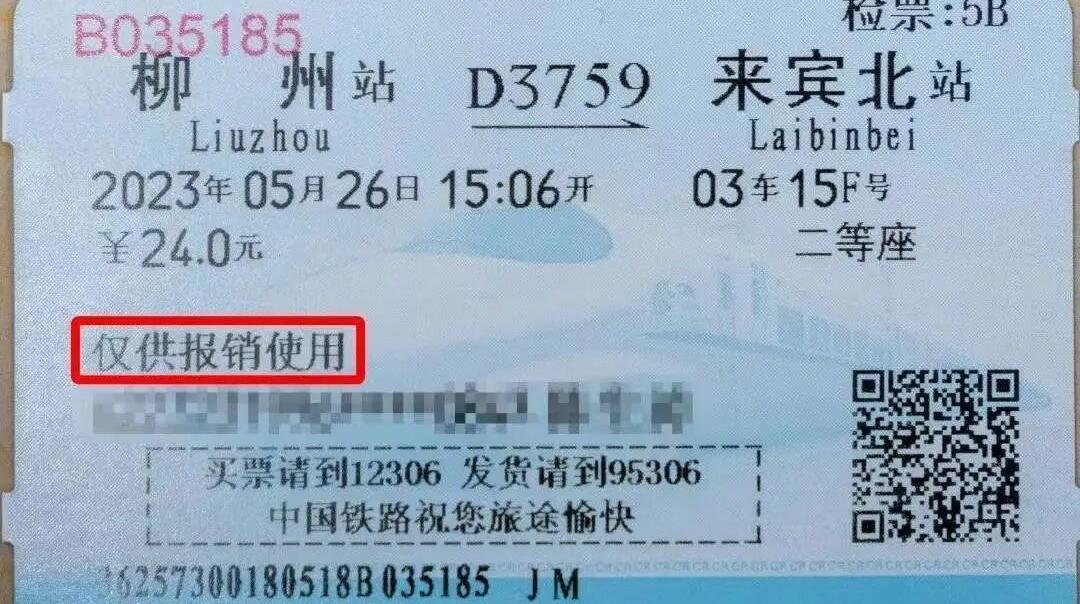 B035185
检票:5B
柳州站 D3759 来宾北站
Liuzhou Laibinbei
2023年05月26日 15:06开 03车15F号
￥24.0元 二等座
仅供报销使用
买票请到12306 发货请到95306
中国铁路祝您旅途愉快
36257300180518B035185 JM